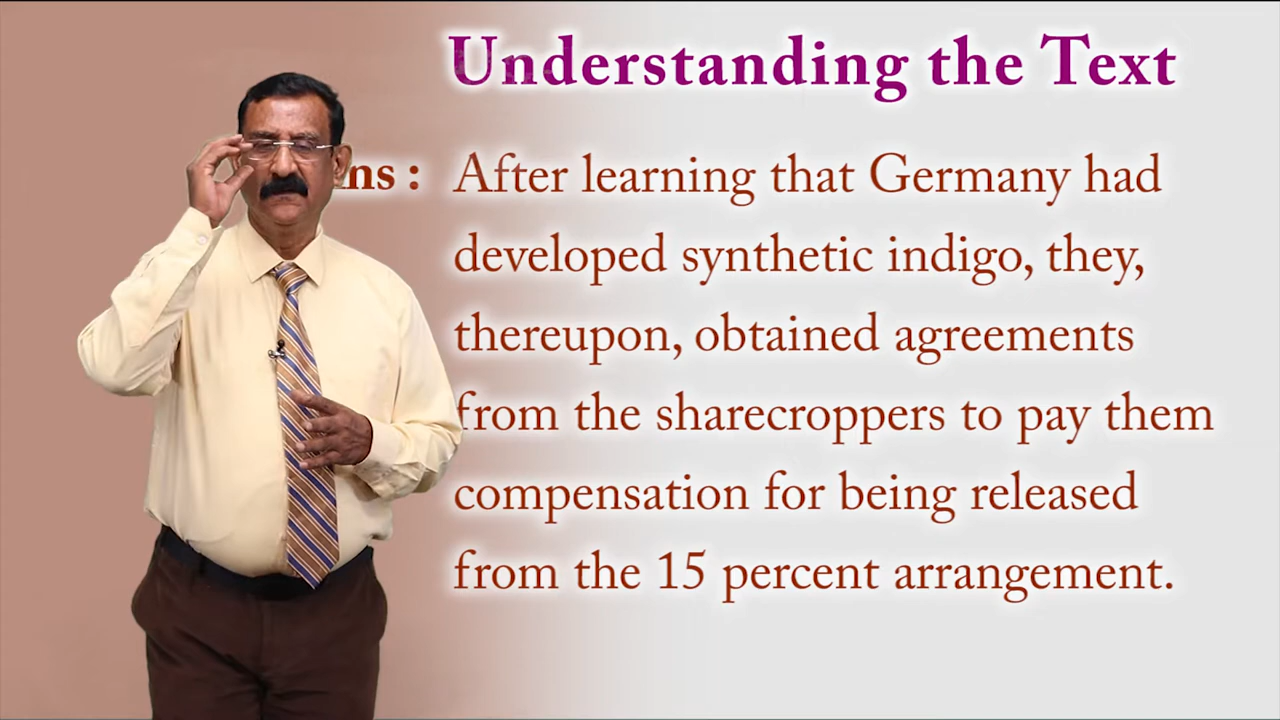 Understanding the Text
ns : After learning that Germany had
developed synthetic indigo, they,
thereupon, obtained agreements
from the sharecroppers to pay them
compensation for being released
from the 15 percent arrangement.